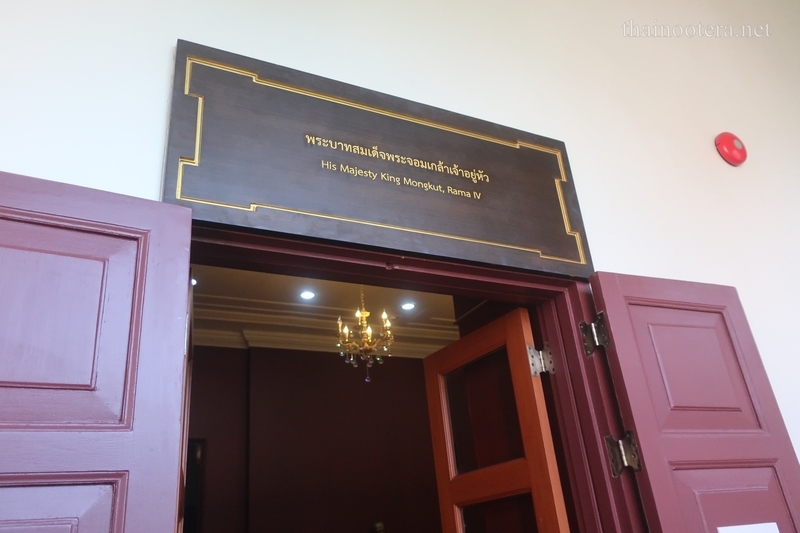 thainootera.net
พระบาทสมเด็จพระจอมเกล้าเจ้าอยู่หัว
His Majesty King Mongkut, Rama IV